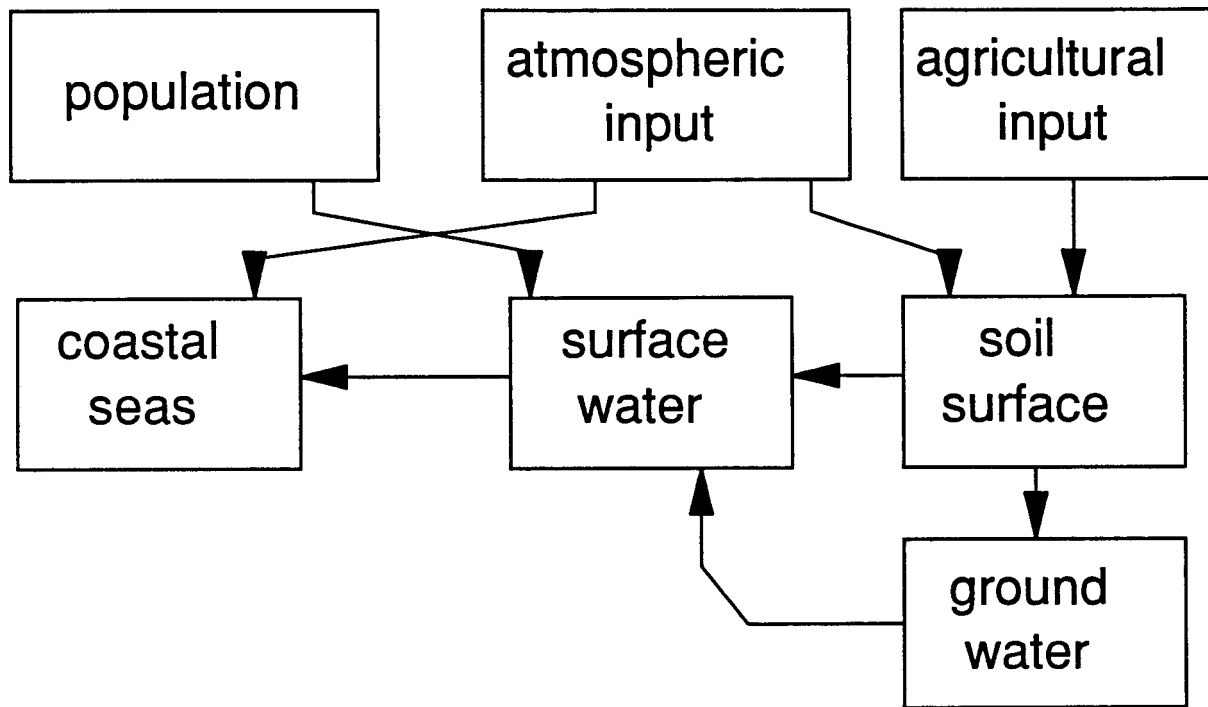 population
atmospheric
input
agricultural
input
coastal
seas
surface
water
soil
surface
ground
water